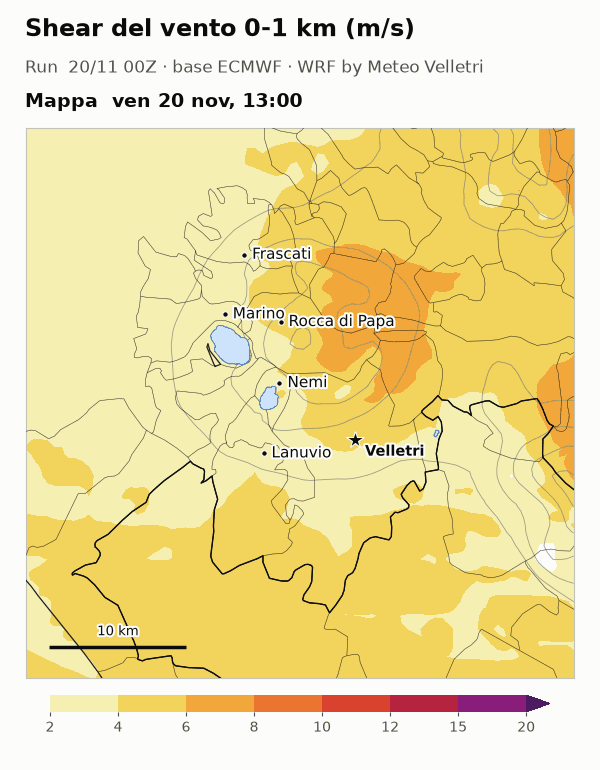 Shear del vento 0-1 km (m/s)
Run  20/11 00Z · base ECMWF · WRF by Meteo Velletri
Mappa  ven 20 nov, 13:00
Frascati
Marino
Rocca di Papa
Nemi
Velletri
Lanuvio
10 km
2 4 6 8 10 12 15 20